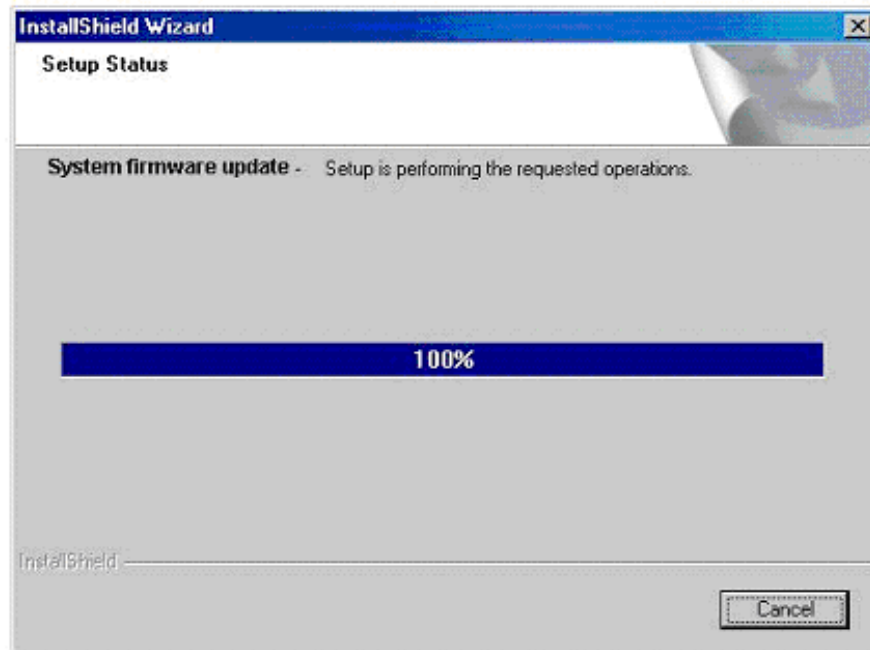 InstallShield Wizard
Setup Status
System firmware update - Setup is performing the requested operations.
100%
InstallShield
Cancel